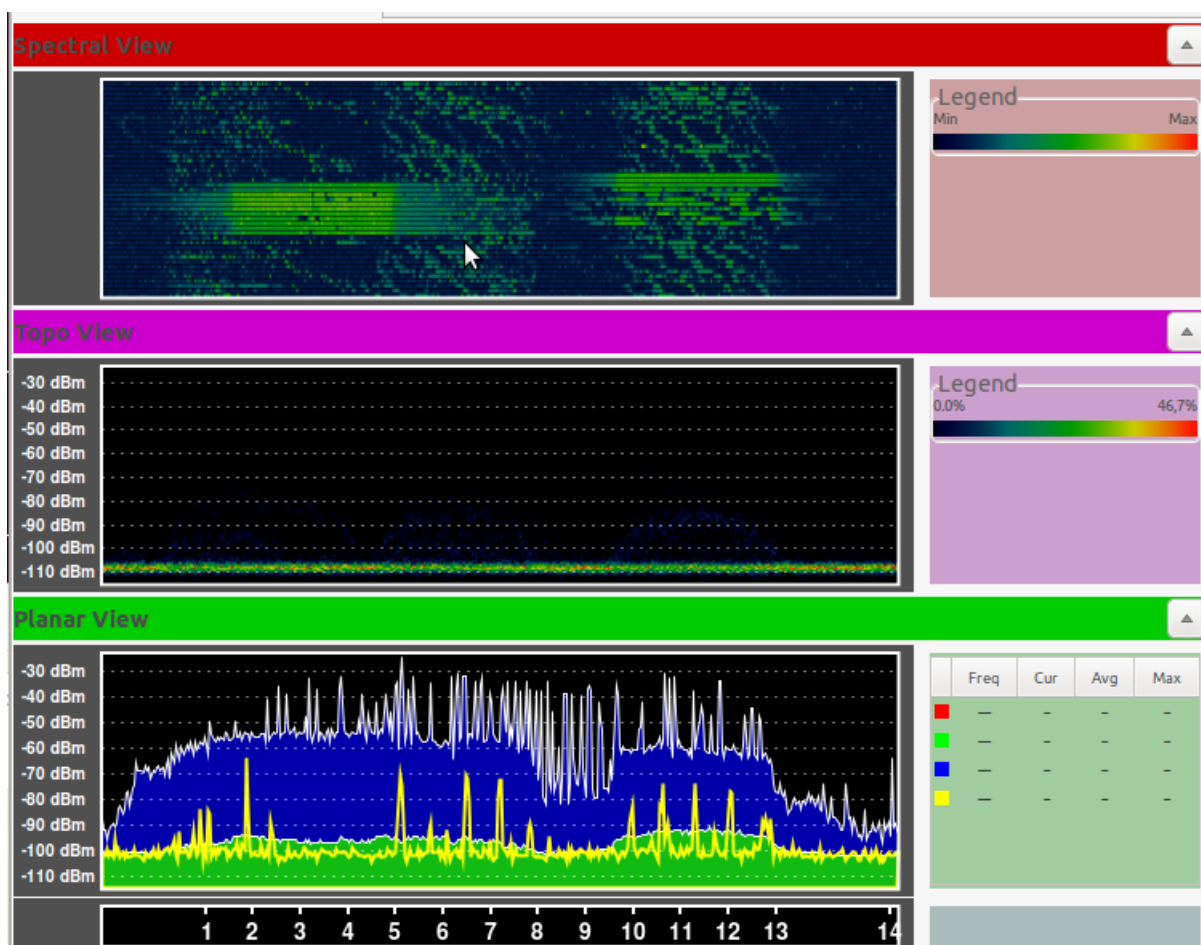 Spectral View
Legend
Min Max
Topo View
-30 dBm
-40 dBm
-50 dBm
-60 dBm
-70 dBm
-80 dBm
-90 dBm
-100 dBm
-110 dBm
Legend
0.0% 46,7%
Planar View
-30 dBm
-40 dBm
-50 dBm
-60 dBm
-70 dBm
-80 dBm
-90 dBm
-100 dBm
-110 dBm
Freq Cur Avg Max
— – – –
— – – –
— – – –
— – – –
1 2 3 4 5 6 7 8 9 10 11 12 13 14